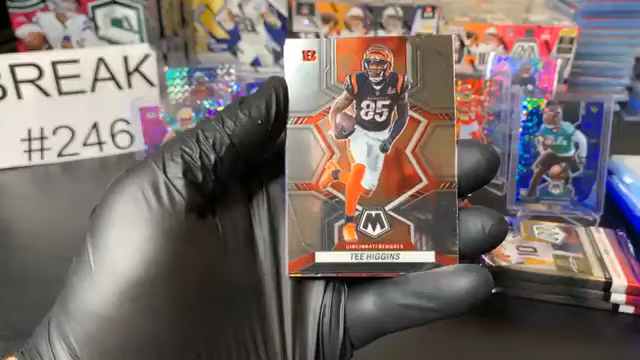 BREAK
#246
B
85
M
CINCINNATI BENGALS
TEE HIGGINS